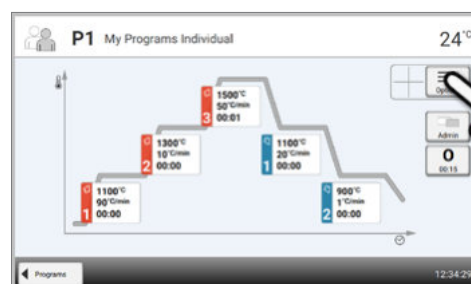 P1 My Programs Individual
24°C
1500°C
50°C/min
00:01
3
1300°C
10°C/min
00:00
2
1100°C
90°C/min
00:00
1
1100°C
20°C/min
00:00
1
900°C
1°C/min
00:00
2
Admin
0
00:15
Programs
12:34:29